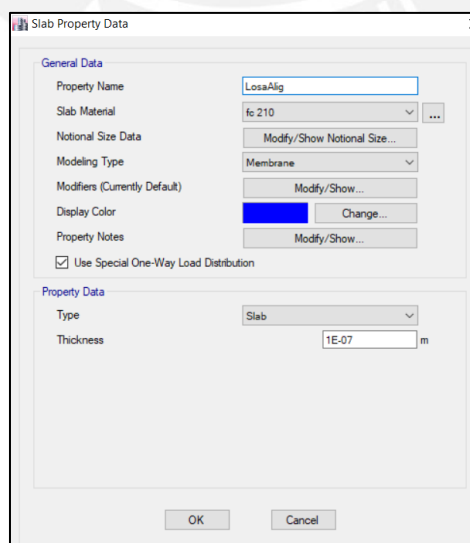 Slab Property Data
General Data
Property Name LosaAlig
Slab Material fc 210 ...
Notional Size Data Modify/Show Notional Size...
Modeling Type Membrane
Modifiers (Currently Default) Modify/Show...
Display Color Change...
Property Notes Modify/Show...
Use Special One-Way Load Distribution
Property Data
Type Slab
Thickness 1E-07 m
OK Cancel